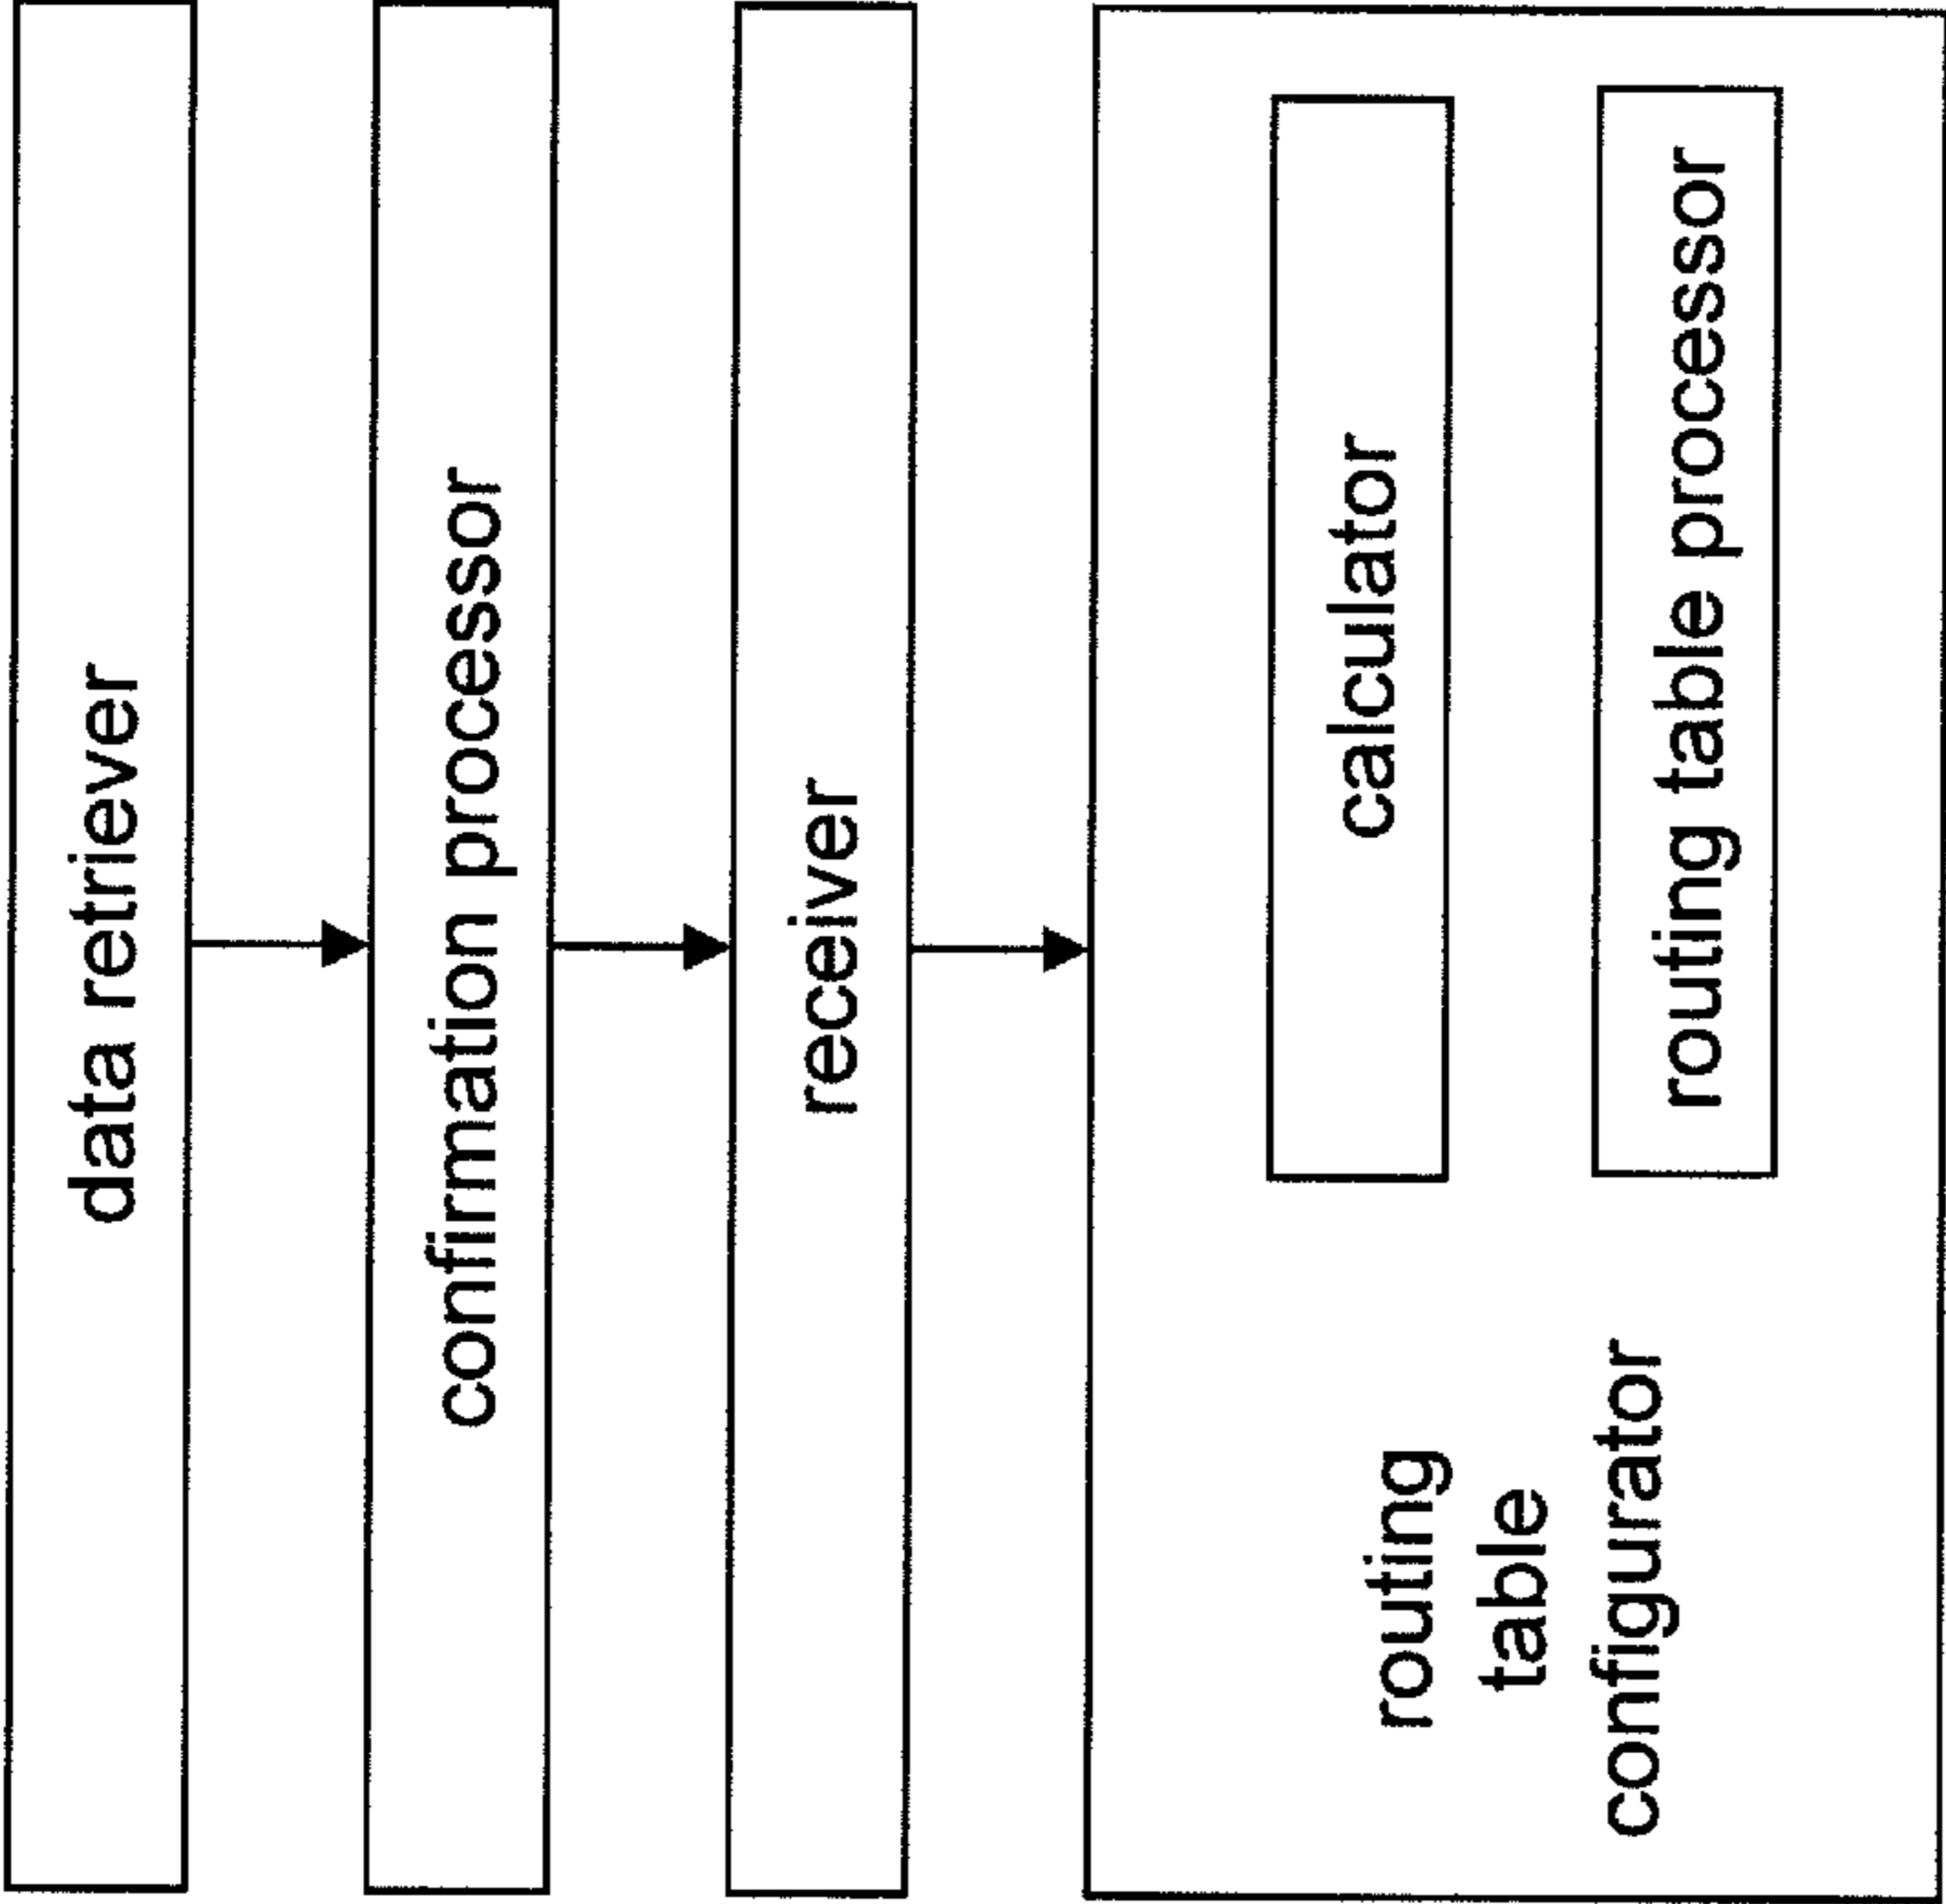 data retriever
confirmation processor
receiver
routing
table
configurator
calculator
routing table processor